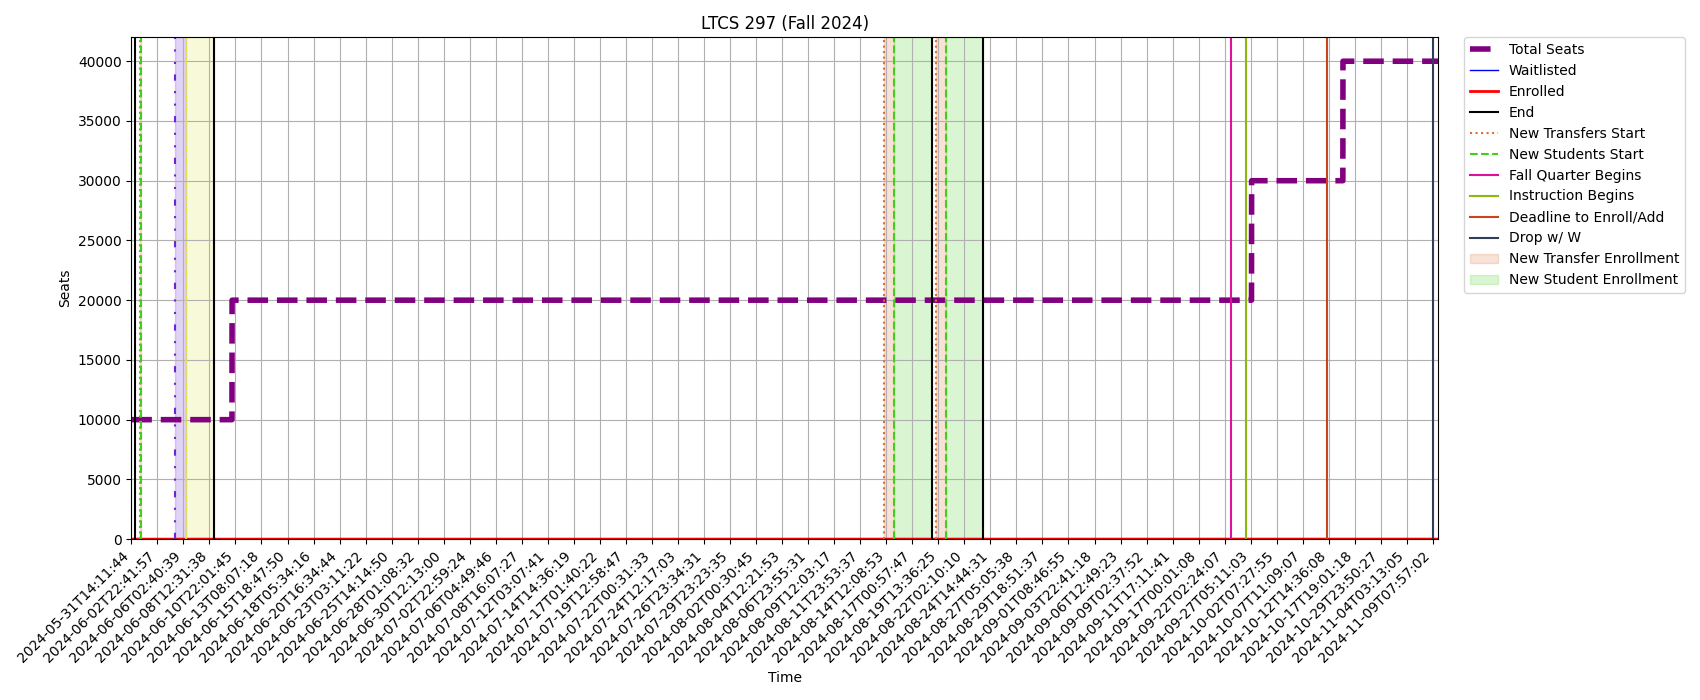 LTCS 297 (Fall 2024)
40000
35000
30000
25000
20000
15000
10000
5000
0
Seats
2024-05-31T14:11:44
2024-06-02T22:41:57
2024-06-06T02:40:39
2024-06-08T12:31:38
2024-06-10T22:01:45
2024-06-13T08:07:18
2024-06-15T18:47:50
2024-06-18T05:34:16
2024-06-20T16:34:44
2024-06-23T03:11:22
2024-06-25T14:14:50
2024-06-28T01:08:32
2024-06-30T12:13:00
2024-07-02T22:59:24
2024-07-06T04:49:46
2024-07-08T16:07:27
2024-07-12T03:07:41
2024-07-14T14:36:19
2024-07-17T01:40:22
2024-07-19T12:58:47
2024-07-22T00:31:33
2024-07-24T12:17:03
2024-07-26T23:34:31
2024-07-29T23:23:35
2024-08-02T00:30:45
2024-08-04T12:21:53
2024-08-06T23:55:31
2024-08-09T12:03:17
2024-08-11T23:53:37
2024-08-14T12:08:53
2024-08-17T00:57:47
2024-08-19T13:36:25
2024-08-22T02:10:10
2024-08-24T14:44:31
2024-08-27T05:05:38
2024-08-29T18:51:37
2024-09-01T08:46:55
2024-09-03T22:41:18
2024-09-06T12:49:23
2024-09-09T02:37:52
2024-09-11T17:11:41
2024-09-17T00:01:08
2024-09-22T02:24:07
2024-09-27T05:11:03
2024-10-02T07:27:55
2024-10-07T11:09:07
2024-10-12T14:36:08
2024-10-17T19:01:18
2024-10-29T23:50:27
2024-11-04T03:13:05
2024-11-09T07:57:02
Time
Total Seats
Waitlisted
Enrolled
End
New Transfers Start
New Students Start
Fall Quarter Begins
Instruction Begins
Deadline to Enroll/Add
Drop w/ W
New Transfer Enrollment
New Student Enrollment